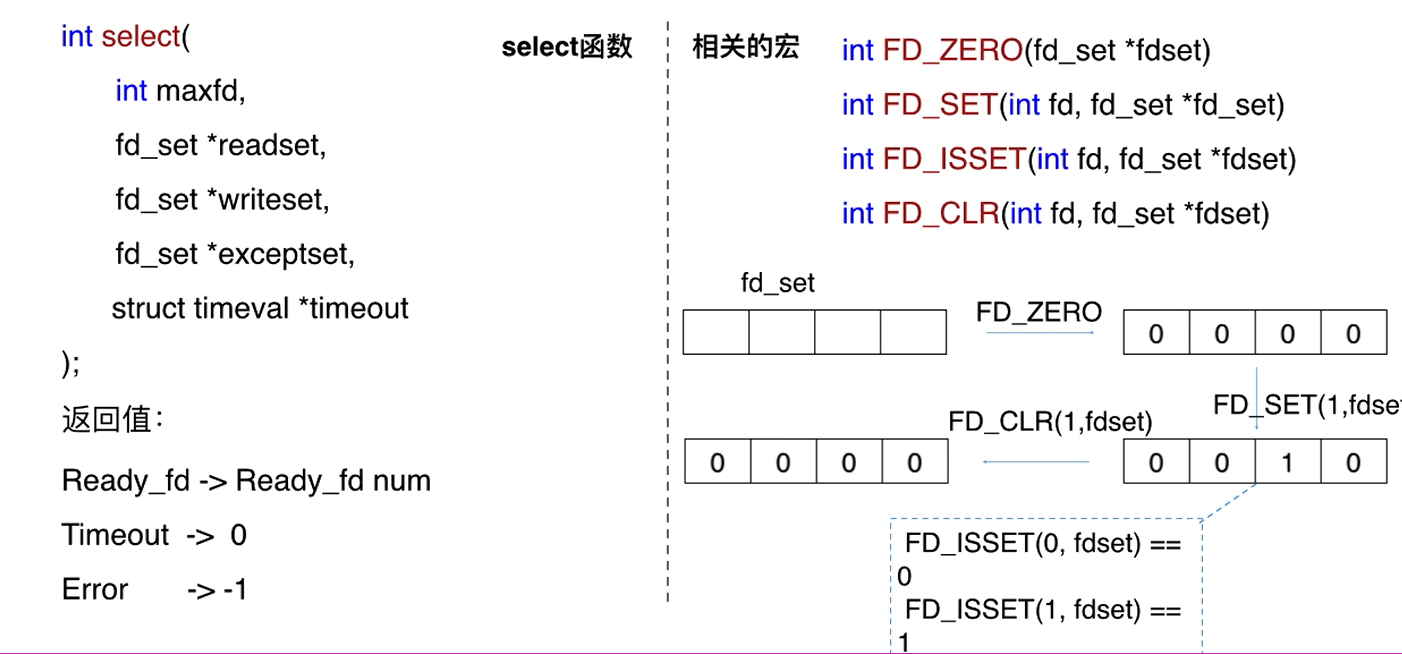 int select(
int maxfd,
fd_set *readset,
fd_set *writeset,
fd_set *exceptset,
struct timeval *timeout
);
返回值：
Ready_fd -> Ready_fd num
Timeout -> 0
Error -> -1
select函数
相关的宏
int FD_ZERO(fd_set *fdset)
int FD_SET(int fd, fd_set *fd_set)
int FD_ISSET(int fd, fd_set *fdset)
int FD_CLR(int fd, fd_set *fdset)
fd_set
FD_ZERO
0 0 0 0
FD_SET(1,fdset
FD_CLR(1,fdset)
0 0 0 0
0 0 1 0
FD_ISSET(0, fdset) ==
0
FD_ISSET(1, fdset) ==
1